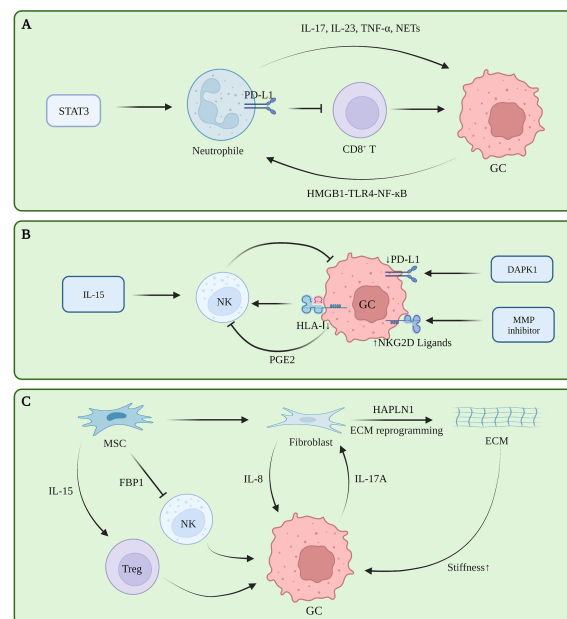 A
IL-17, IL-23, TNF-α, NETs
STAT3
PD-L1
Neutrophile
CD8⁺ T
GC
HMGB1-TLR4-NF-κB
B
↓PD-L1
DAPK1
IL-15
NK
GC
HLA-I↓
MMP
inhibitor
↑NKG2D Ligands
PGE2
C
MSC
Fibroblast
HAPLN1
ECM reprogramming
ECM
IL-15
FBP1
IL-8
IL-17A
NK
Treg
Stiffness↑
GC